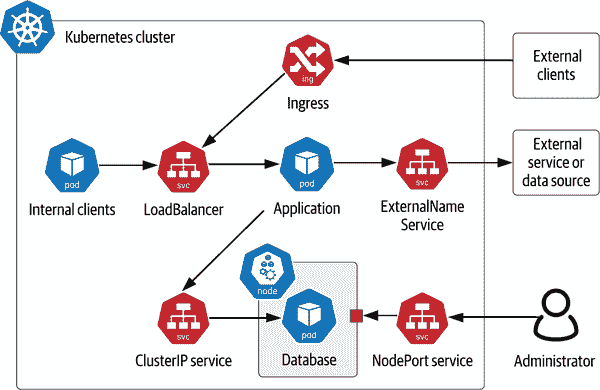 Kubernetes cluster
External
clients
ing
Ingress
pod
Internal clients
svc
LoadBalancer
pod
Application
svc
ExternalName
Service
External
service or
data source
node
svc
ClusterIP service
pod
Database
svc
NodePort service
Administrator